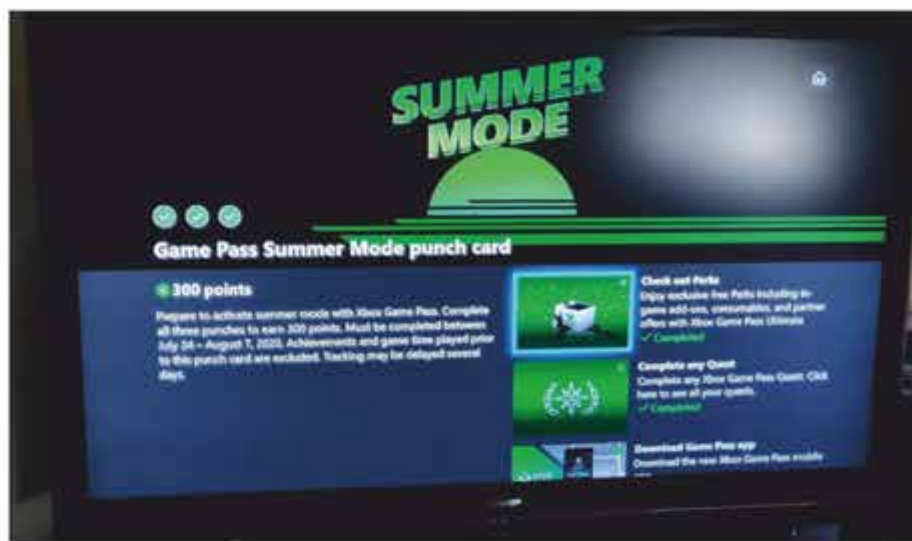 SUMMER
MODE
Game Pass Summer Mode punch card
300 points
Prepare to activate summer mode with Xbox Game Pass. Complete
all three punches to earn 300 points. Must be completed between
July 24 - August 7, 2020. Achievements and game time played prior
to this punch card are excluded. Tracking may be delayed several
days.
Check out Perks
Enjoy exclusive free Perks including in-
game add-ons, consumables, and partner
offers with Xbox Game Pass Ultimate
Completed
Complete any Quest
Complete any Xbox Game Pass Quest. Click
here to see all your quests.
Completed
Download Game Pass app
Download the new Xbox Game Pass mobile